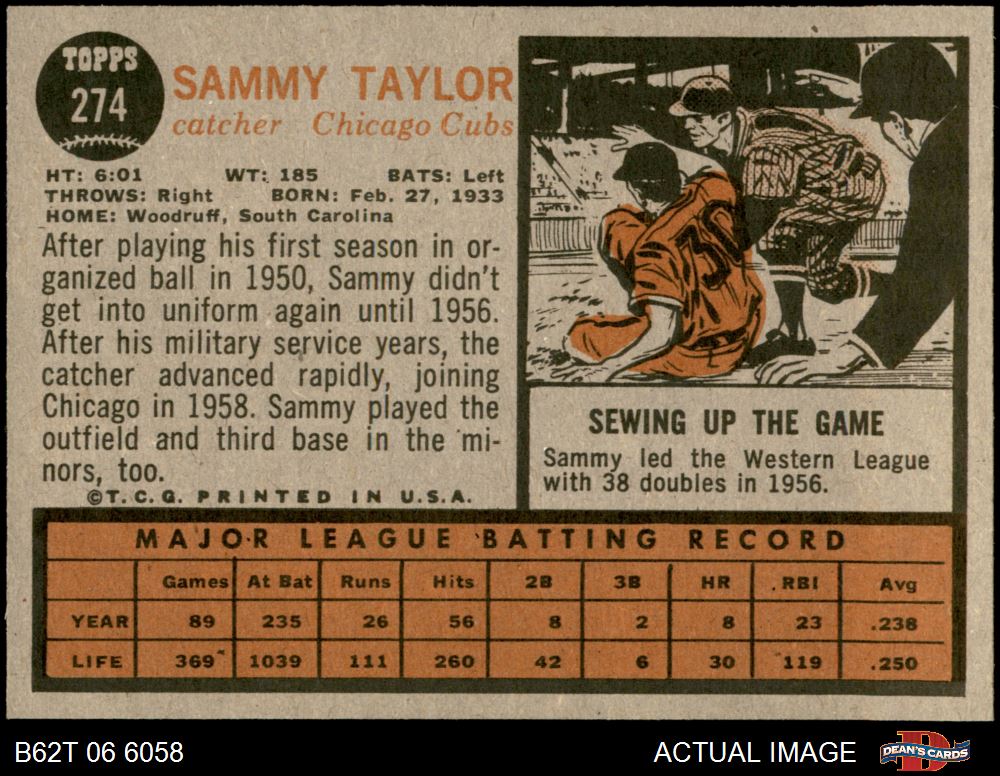 TOPPS
274
SAMMY TAYLOR
catcher Chicago Cubs
HT: 6:01 WT: 185 BATS: Left
THROWS: Right BORN: Feb. 27, 1933
HOME: Woodruff, South Carolina
After playing his first season in or-
ganized ball in 1950, Sammy didn't
get into uniform again until 1956.
After his military service years, the
catcher advanced rapidly, joining
Chicago in 1958. Sammy played the
outfield and third base in the mi-
nors, too.
©T.C.G. PRINTED IN U.S.A.
30
SEWING UP THE GAME
Sammy led the Western League
with 38 doubles in 1956.
MAJOR LEAGUE BATTING RECORD
Games At Bat Runs Hits 2B 3B HR RBI Avg
YEAR 89 235 26 56 8 2 8 23 .238
LIFE 369 1039 111 260 42 6 30 119 .250
B62T 06 6058
ACTUAL IMAGE
DEAN'S CARDS